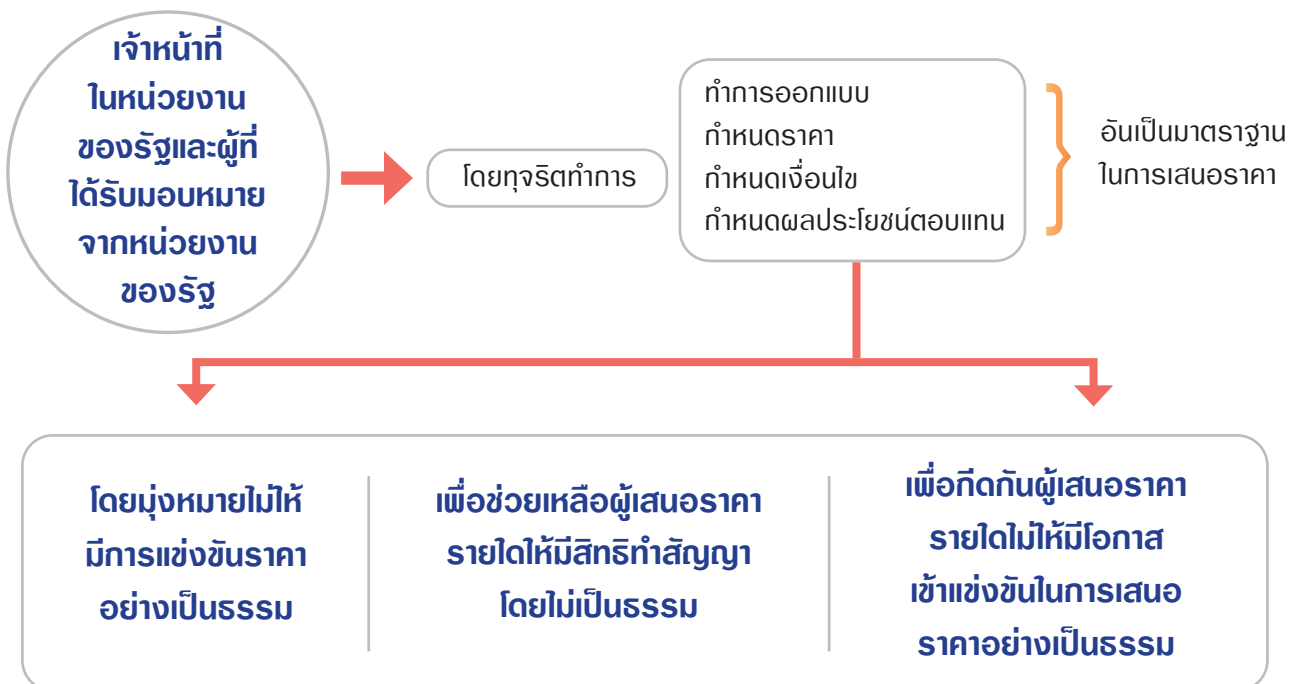 เจ้าหน้าที่
ในหน่วยงาน
ของรัฐและผู้ที่
ได้รับมอบหมาย
จากหน่วยงาน
ของรัฐ
โดยทุจริตทำการ
ทำการออกแบบ
กำหนดราคา
กำหนดเงื่อนไข
กำหนดผลประโยชน์ตอบแทน
อันเป็นมาตราฐาน
ในการเสนอราคา
โดยมุ่งหมายไม่ให้
มีการแข่งขันราคา
อย่างเป็นธรรม
เพื่อช่วยเหลือผู้เสนอราคา
รายใดให้มีสิทธิทำสัญญา
โดยไม่เป็นธรรม
เพื่อกีดกันผู้เสนอราคา
รายใดไม่ให้มีโอกาส
เข้าแข่งขันในการเสนอ
ราคาอย่างเป็นธรรม